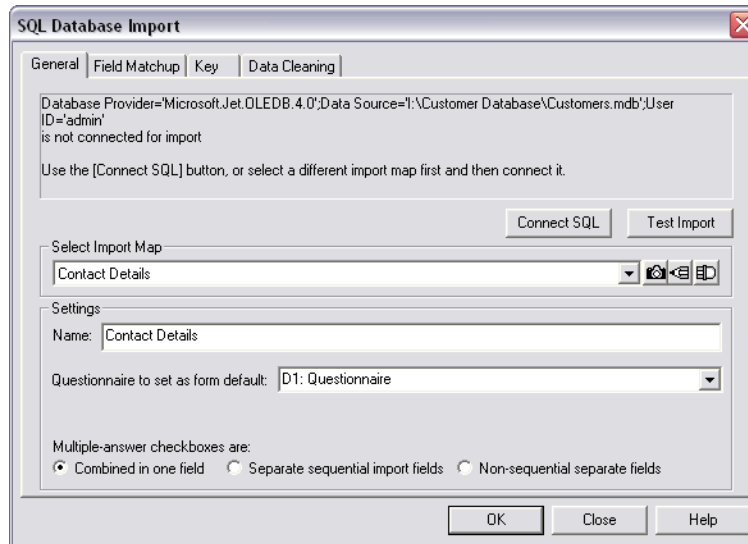 SQL Database Import
General Field Matchup Key Data Cleaning
Database Provider='Microsoft.Jet.OLEDB.4.0';Data Source='I:\Customer Database\Customers.mdb';User
ID='admin'
is not connected for import
Use the [Connect SQL] button, or select a different import map first and then connect it.
Connect SQL Test Import
Select Import Map
Contact Details
Settings
Name: Contact Details
Questionnaire to set as form default: D1: Questionnaire
Multiple-answer checkboxes are:
Combined in one field Separate sequential import fields Non-sequential separate fields
OK Close Help